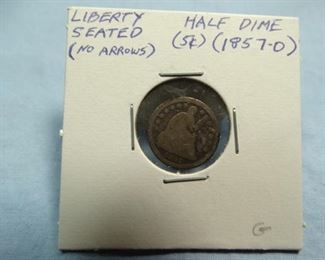 LIBERTY HALF DIME
SEATED (5¢) (1857-O)
(NO ARROWS)
G